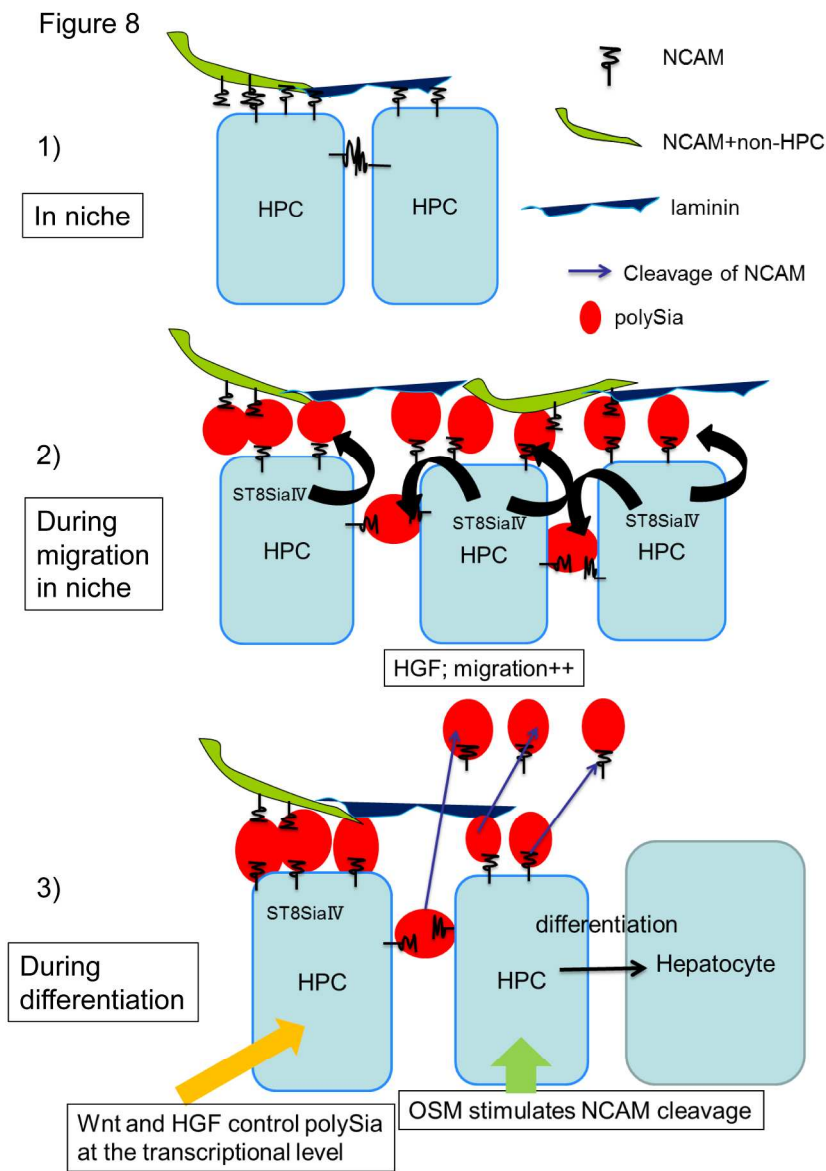 Figure 8
NCAM
NCAM+non-HPC
laminin
Cleavage of NCAM
polySia
1)
In niche
HPC
HPC
2)
During
migration
in niche
ST8SiaIV
HPC
ST8SiaIV
HPC
ST8SiaIV
HPC
HGF; migration++
3)
During
differentiation
ST8SiaIV
HPC
HPC
differentiation
Hepatocyte
Wnt and HGF control polySia
at the transcriptional level
OSM stimulates NCAM cleavage